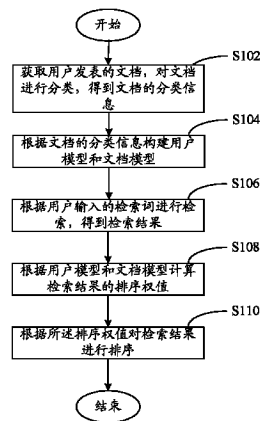 开始
S102
获取用户发表的文档，对文档
进行分类，得到文档的分类信
息
S104
根据文档的分类信息构建用户
模型和文档模型
S106
根据用户输入的检索词进行检
索，得到检索结果
S108
根据用户模型和文档模型计算
检索结果的排序权值
S110
根据所述排序权值对检索结果
进行排序
结束